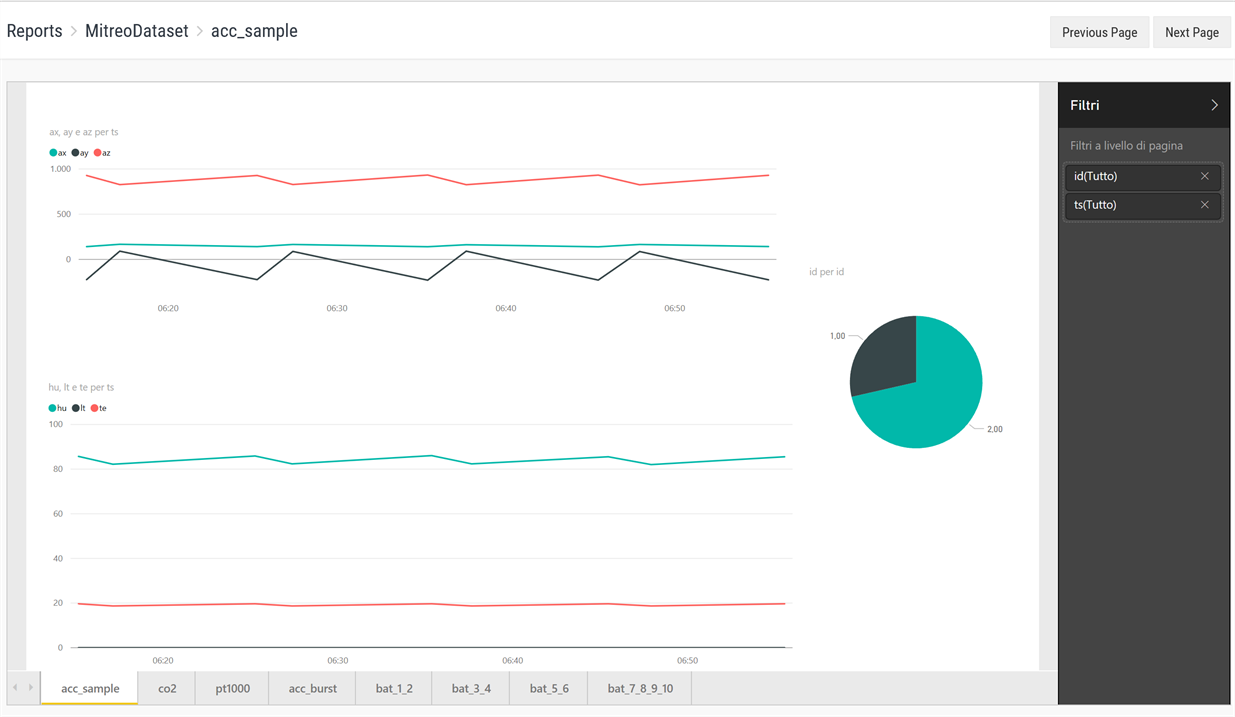 Reports > MitreoDataset > acc_sample
Previous Page
Next Page
Filtri
Filtri a livello di pagina
id(Tutto)
ts(Tutto)
ax, ay e az per ts
ax ay az
1.000
500
0
06:20 06:30 06:40 06:50
id per id
1,00
2,00
hu, lt e te per ts
hu lt te
100
80
60
40
20
0
06:20 06:30 06:40 06:50
acc_sample co2 pt1000 acc_burst bat_1_2 bat_3_4 bat_5_6 bat_7_8_9_10